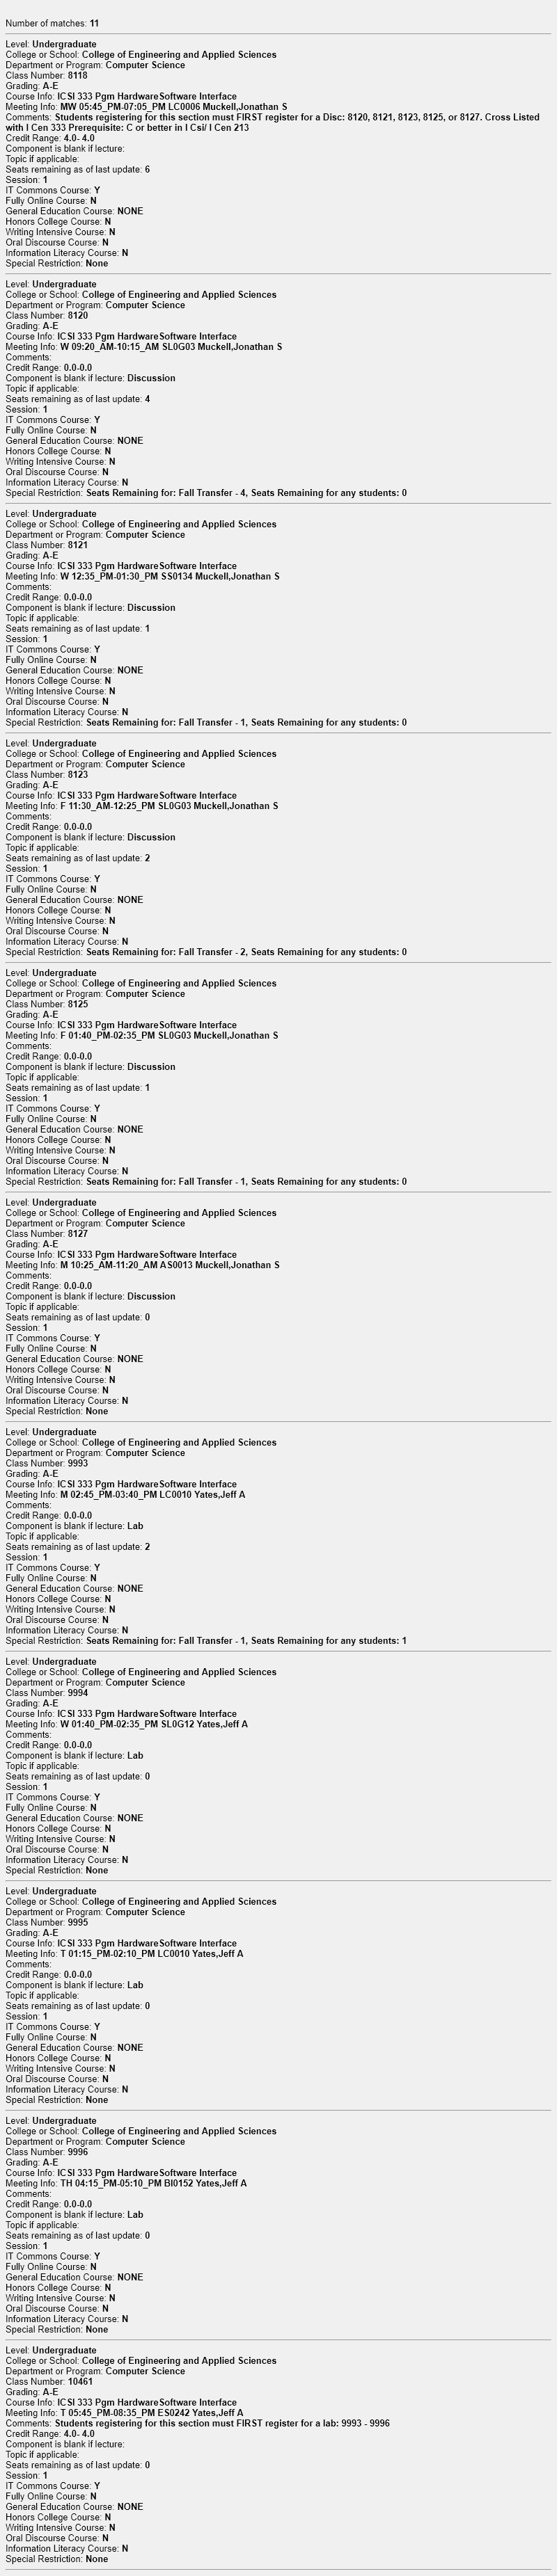 Number of matches: 11
Level: Undergraduate
College or School: College of Engineering and Applied Sciences
Department or Program: Computer Science
Class Number: 8118
Grading: A-E
Course Info: ICSI 333 Pgm HardwareSoftware Interface
Meeting Info: MW 05:45_PM-07:05_PM LC0006 Muckell,Jonathan S
Comments: Students registering for this section must FIRST register for a Disc: 8120, 8121, 8123, 8125, or 8127. Cross Listed
with I Cen 333 Prerequisite: C or better in I Csi/ I Cen 213
Credit Range: 4.0- 4.0
Component is blank if lecture:
Topic if applicable:
Seats remaining as of last update: 6
Session: 1
IT Commons Course: Y
Fully Online Course: N
General Education Course: NONE
Honors College Course: N
Writing Intensive Course: N
Oral Discourse Course: N
Information Literacy Course: N
Special Restriction: None
Level: Undergraduate
College or School: College of Engineering and Applied Sciences
Department or Program: Computer Science
Class Number: 8120
Grading: A-E
Course Info: ICSI 333 Pgm HardwareSoftware Interface
Meeting Info: W 09:20_AM-10:15_AM SL0G03 Muckell,Jonathan S
Comments:
Credit Range: 0.0-0.0
Component is blank if lecture: Discussion
Topic if applicable:
Seats remaining as of last update: 4
Session: 1
IT Commons Course: Y
Fully Online Course: N
General Education Course: NONE
Honors College Course: N
Writing Intensive Course: N
Oral Discourse Course: N
Information Literacy Course: N
Special Restriction: Seats Remaining for: Fall Transfer - 4, Seats Remaining for any students: 0
Level: Undergraduate
College or School: College of Engineering and Applied Sciences
Department or Program: Computer Science
Class Number: 8121
Grading: A-E
Course Info: ICSI 333 Pgm HardwareSoftware Interface
Meeting Info: W 12:35_PM-01:30_PM SS0134 Muckell,Jonathan S
Comments:
Credit Range: 0.0-0.0
Component is blank if lecture: Discussion
Topic if applicable:
Seats remaining as of last update: 1
Session: 1
IT Commons Course: Y
Fully Online Course: N
General Education Course: NONE
Honors College Course: N
Writing Intensive Course: N
Oral Discourse Course: N
Information Literacy Course: N
Special Restriction: Seats Remaining for: Fall Transfer - 1, Seats Remaining for any students: 0
Level: Undergraduate
College or School: College of Engineering and Applied Sciences
Department or Program: Computer Science
Class Number: 8123
Grading: A-E
Course Info: ICSI 333 Pgm HardwareSoftware Interface
Meeting Info: F 11:30_AM-12:25_PM SL0G03 Muckell,Jonathan S
Comments:
Credit Range: 0.0-0.0
Component is blank if lecture: Discussion
Topic if applicable:
Seats remaining as of last update: 2
Session: 1
IT Commons Course: Y
Fully Online Course: N
General Education Course: NONE
Honors College Course: N
Writing Intensive Course: N
Oral Discourse Course: N
Information Literacy Course: N
Special Restriction: Seats Remaining for: Fall Transfer - 2, Seats Remaining for any students: 0
Level: Undergraduate
College or School: College of Engineering and Applied Sciences
Department or Program: Computer Science
Class Number: 8125
Grading: A-E
Course Info: ICSI 333 Pgm HardwareSoftware Interface
Meeting Info: F 01:40_PM-02:35_PM SL0G03 Muckell,Jonathan S
Comments:
Credit Range: 0.0-0.0
Component is blank if lecture: Discussion
Topic if applicable:
Seats remaining as of last update: 1
Session: 1
IT Commons Course: Y
Fully Online Course: N
General Education Course: NONE
Honors College Course: N
Writing Intensive Course: N
Oral Discourse Course: N
Information Literacy Course: N
Special Restriction: Seats Remaining for: Fall Transfer - 1, Seats Remaining for any students: 0
Level: Undergraduate
College or School: College of Engineering and Applied Sciences
Department or Program: Computer Science
Class Number: 8127
Grading: A-E
Course Info: ICSI 333 Pgm HardwareSoftware Interface
Meeting Info: M 10:25_AM-11:20_AM AS0013 Muckell,Jonathan S
Comments:
Credit Range: 0.0-0.0
Component is blank if lecture: Discussion
Topic if applicable:
Seats remaining as of last update: 0
Session: 1
IT Commons Course: Y
Fully Online Course: N
General Education Course: NONE
Honors College Course: N
Writing Intensive Course: N
Oral Discourse Course: N
Information Literacy Course: N
Special Restriction: None
Level: Undergraduate
College or School: College of Engineering and Applied Sciences
Department or Program: Computer Science
Class Number: 9993
Grading: A-E
Course Info: ICSI 333 Pgm HardwareSoftware Interface
Meeting Info: M 02:45_PM-03:40_PM LC0010 Yates,Jeff A
Comments:
Credit Range: 0.0-0.0
Component is blank if lecture: Lab
Topic if applicable:
Seats remaining as of last update: 2
Session: 1
IT Commons Course: Y
Fully Online Course: N
General Education Course: NONE
Honors College Course: N
Writing Intensive Course: N
Oral Discourse Course: N
Information Literacy Course: N
Special Restriction: Seats Remaining for: Fall Transfer - 1, Seats Remaining for any students: 1
Level: Undergraduate
College or School: College of Engineering and Applied Sciences
Department or Program: Computer Science
Class Number: 9994
Grading: A-E
Course Info: ICSI 333 Pgm HardwareSoftware Interface
Meeting Info: W 01:40_PM-02:35_PM SL0G12 Yates,Jeff A
Comments:
Credit Range: 0.0-0.0
Component is blank if lecture: Lab
Topic if applicable:
Seats remaining as of last update: 0
Session: 1
IT Commons Course: Y
Fully Online Course: N
General Education Course: NONE
Honors College Course: N
Writing Intensive Course: N
Oral Discourse Course: N
Information Literacy Course: N
Special Restriction: None
Level: Undergraduate
College or School: College of Engineering and Applied Sciences
Department or Program: Computer Science
Class Number: 9995
Grading: A-E
Course Info: ICSI 333 Pgm HardwareSoftware Interface
Meeting Info: T 01:15_PM-02:10_PM LC0010 Yates,Jeff A
Comments:
Credit Range: 0.0-0.0
Component is blank if lecture: Lab
Topic if applicable:
Seats remaining as of last update: 0
Session: 1
IT Commons Course: Y
Fully Online Course: N
General Education Course: NONE
Honors College Course: N
Writing Intensive Course: N
Oral Discourse Course: N
Information Literacy Course: N
Special Restriction: None
Level: Undergraduate
College or School: College of Engineering and Applied Sciences
Department or Program: Computer Science
Class Number: 9996
Grading: A-E
Course Info: ICSI 333 Pgm HardwareSoftware Interface
Meeting Info: TH 04:15_PM-05:10_PM BI0152 Yates,Jeff A
Comments:
Credit Range: 0.0-0.0
Component is blank if lecture: Lab
Topic if applicable:
Seats remaining as of last update: 0
Session: 1
IT Commons Course: Y
Fully Online Course: N
General Education Course: NONE
Honors College Course: N
Writing Intensive Course: N
Oral Discourse Course: N
Information Literacy Course: N
Special Restriction: None
Level: Undergraduate
College or School: College of Engineering and Applied Sciences
Department or Program: Computer Science
Class Number: 10461
Grading: A-E
Course Info: ICSI 333 Pgm HardwareSoftware Interface
Meeting Info: T 05:45_PM-08:35_PM ES0242 Yates,Jeff A
Comments: Students registering for this section must FIRST register for a lab: 9993 - 9996
Credit Range: 4.0- 4.0
Component is blank if lecture:
Topic if applicable:
Seats remaining as of last update: 0
Session: 1
IT Commons Course: Y
Fully Online Course: N
General Education Course: NONE
Honors College Course: N
Writing Intensive Course: N
Oral Discourse Course: N
Information Literacy Course: N
Special Restriction: None